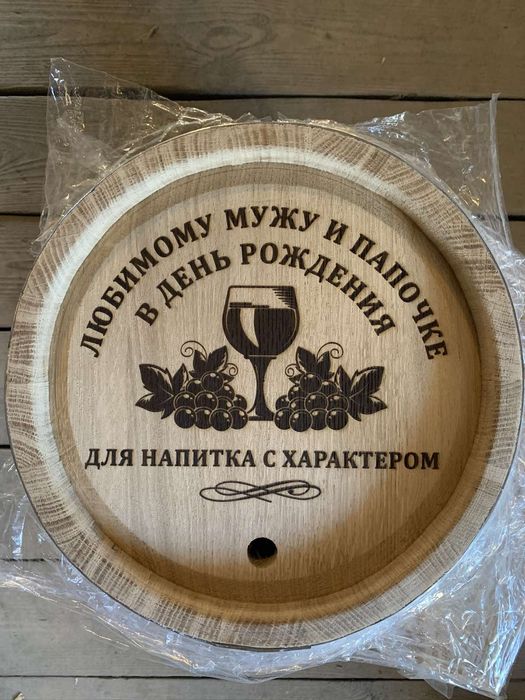 ЛЮБИМОМУ МУЖУ И ПАПОЧКЕ
В ДЕНЬ РОЖДЕНИЯ
ДЛЯ НАПИТКА С ХАРАКТЕРОМ